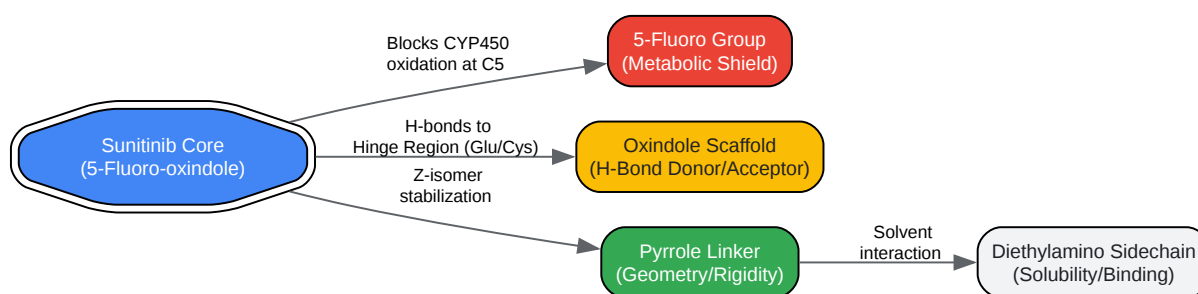 Sunitinib Core
(5-Fluoro-oxindole)
Blocks CYP450
oxidation at C5
5-Fluoro Group
(Metabolic Shield)
H-bonds to
Hinge Region (Glu/Cys)
Oxindole Scaffold
(H-Bond Donor/Acceptor)
Z-isomer
stabilization
Pyrrole Linker
(Geometry/Rigidity)
Solvent
interaction
Diethylamino Sidechain
(Solubility/Binding)